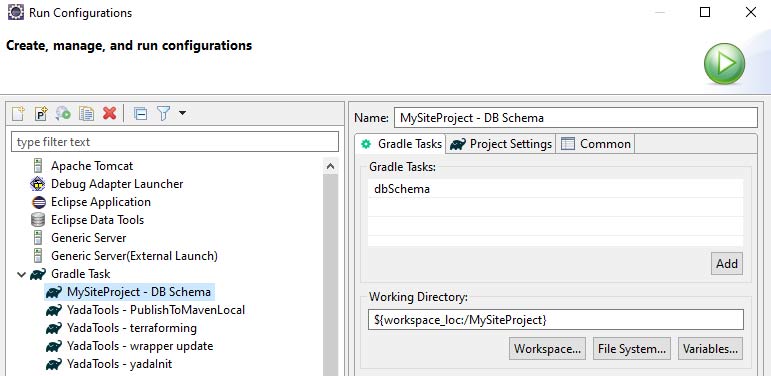 Run Configurations
Create, manage, and run configurations
type filter text
Apache Tomcat
Debug Adapter Launcher
Eclipse Application
Eclipse Data Tools
Generic Server
Generic Server(External Launch)
Gradle Task
MySiteProject - DB Schema
YadaTools - PublishToMavenLocal
YadaTools - terraforming
YadaTools - wrapper update
YadaTools - yadaInit
Name: MySiteProject - DB Schema
Gradle Tasks Project Settings Common
Gradle Tasks:
dbSchema
Add
Working Directory:
${workspace_loc:/MySiteProject}
Workspace... File System... Variables...